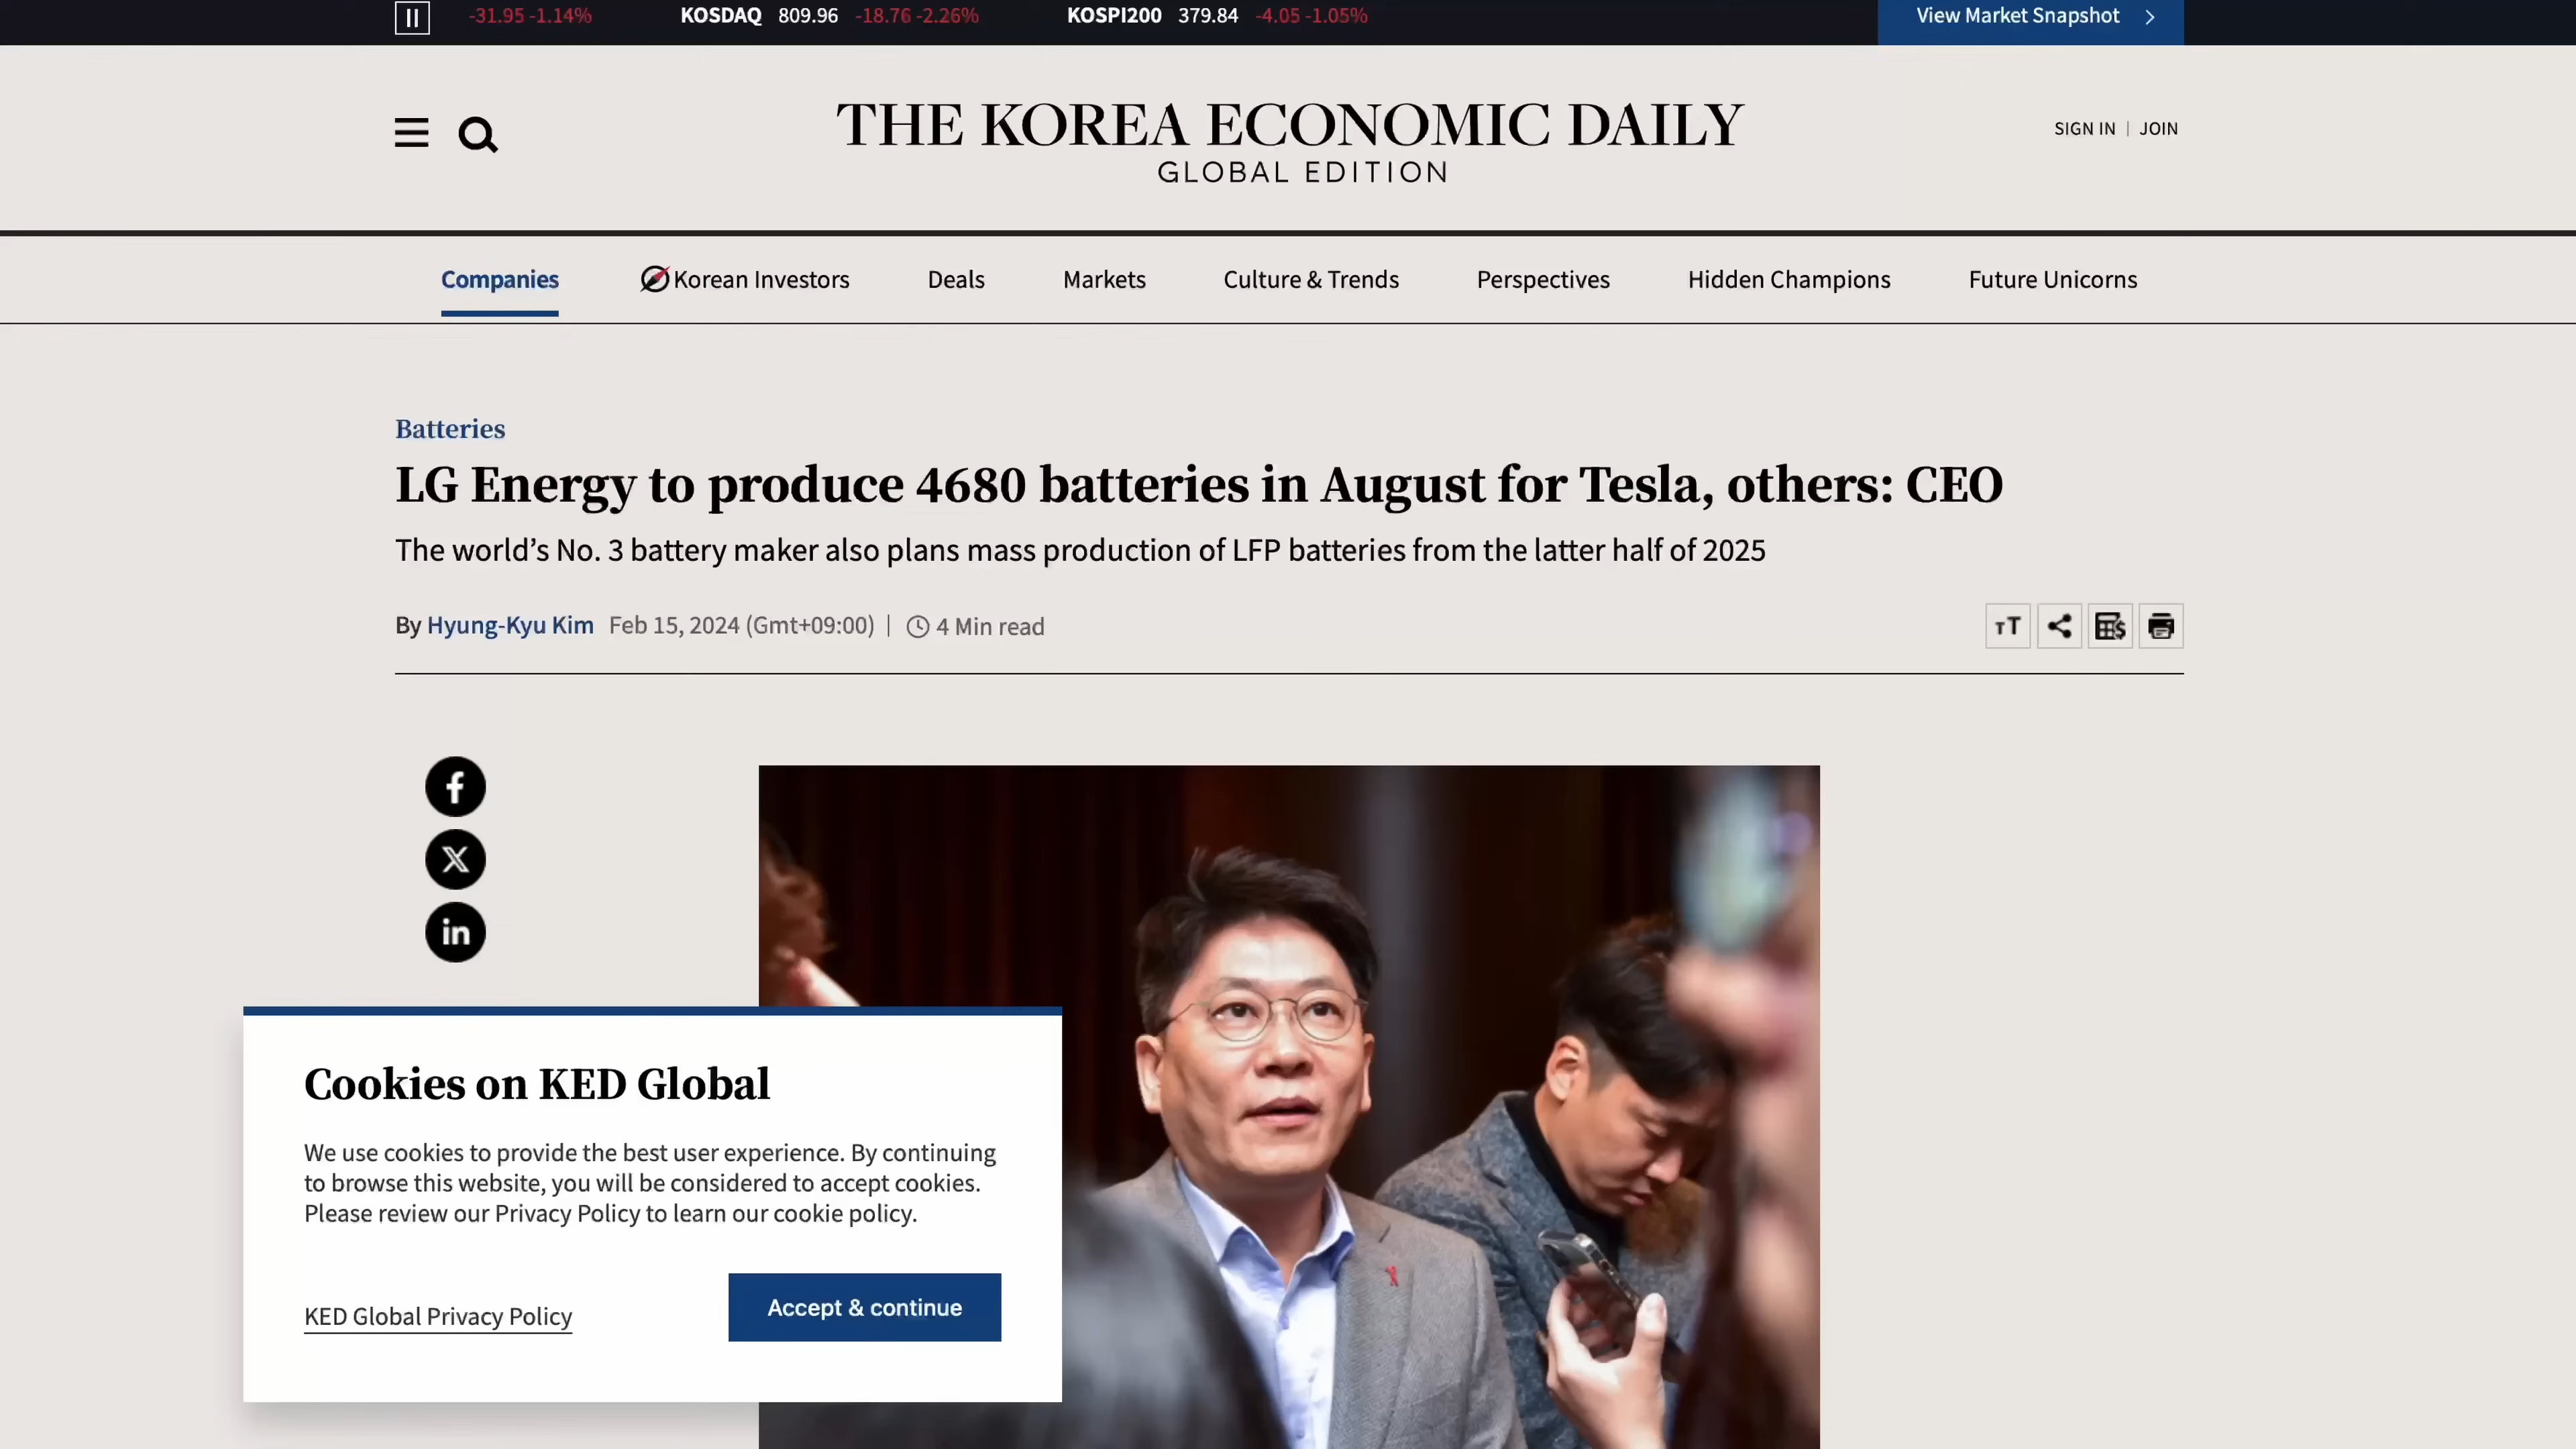 -31.95 -1.14% KOSDAQ 809.96 -18.76 -2.26% KOSPI200 379.84 -4.05 -1.05% View Market Snapshot
THE KOREA ECONOMIC DAILY
GLOBAL EDITION
SIGN IN | JOIN
Companies Korean Investors Deals Markets Culture & Trends Perspectives Hidden Champions Future Unicorns
Batteries
LG Energy to produce 4680 batteries in August for Tesla, others: CEO
The world’s No. 3 battery maker also plans mass production of LFP batteries from the latter half of 2025
By Hyung-Kyu Kim Feb 15, 2024 (Gmt+09:00) | 4 Min read
TT
f
X
in
Cookies on KED Global
We use cookies to provide the best user experience. By continuing
to browse this website, you will be considered to accept cookies.
Please review our Privacy Policy to learn our cookie policy.
KED Global Privacy Policy
Accept & continue